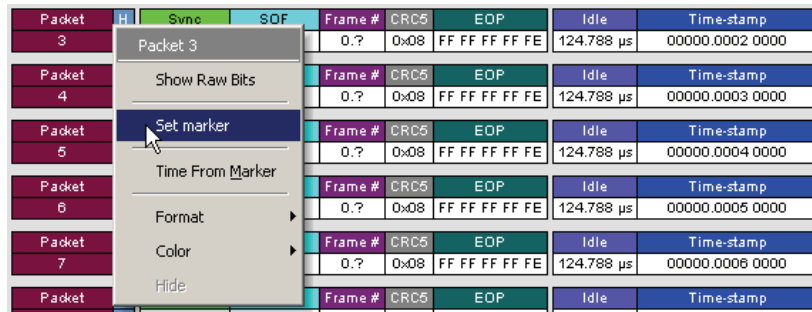 Packet H Sync SOF Frame # CRC5 EOP Idle Time-stamp
3 0.? 0x08 FF FF FF FF FE 124.788 µs 00000.0002 0000
Packet 3
Packet Frame # CRC5 EOP Idle Time-stamp
Show Raw Bits
4 0.? 0x08 FF FF FF FF FE 124.788 µs 00000.0003 0000
Set marker
Packet Frame # CRC5 EOP Idle Time-stamp
5 0.? 0x08 FF FF FF FF FE 124.788 µs 00000.0004 0000
Time From Marker
Packet Frame # CRC5 EOP Idle Time-stamp
6 0.? 0x08 FF FF FF FF FE 124.788 µs 00000.0005 0000
Format
Packet Frame # CRC5 EOP Idle Time-stamp
Color
7 0.? 0x08 FF FF FF FF FE 124.788 µs 00000.0006 0000
Hide
Packet Frame # CRC5 EOP Idle Time-stamp